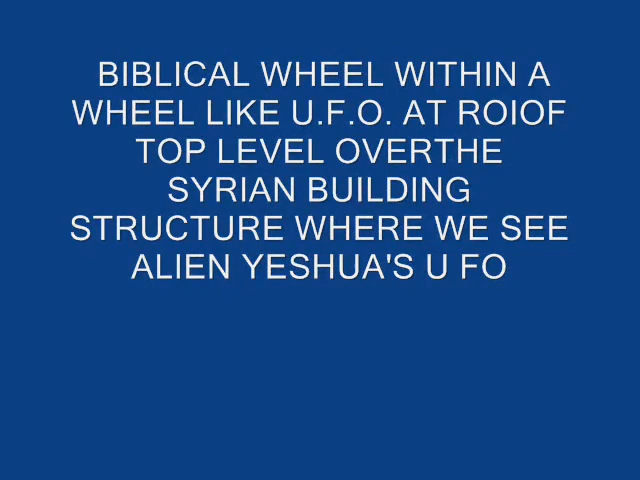 BIBLICAL WHEEL WITHIN A
WHEEL LIKE U.F.O. AT ROIOF
TOP LEVEL OVERTHE
SYRIAN BUILDING
STRUCTURE WHERE WE SEE
ALIEN YESHUA'S U FO